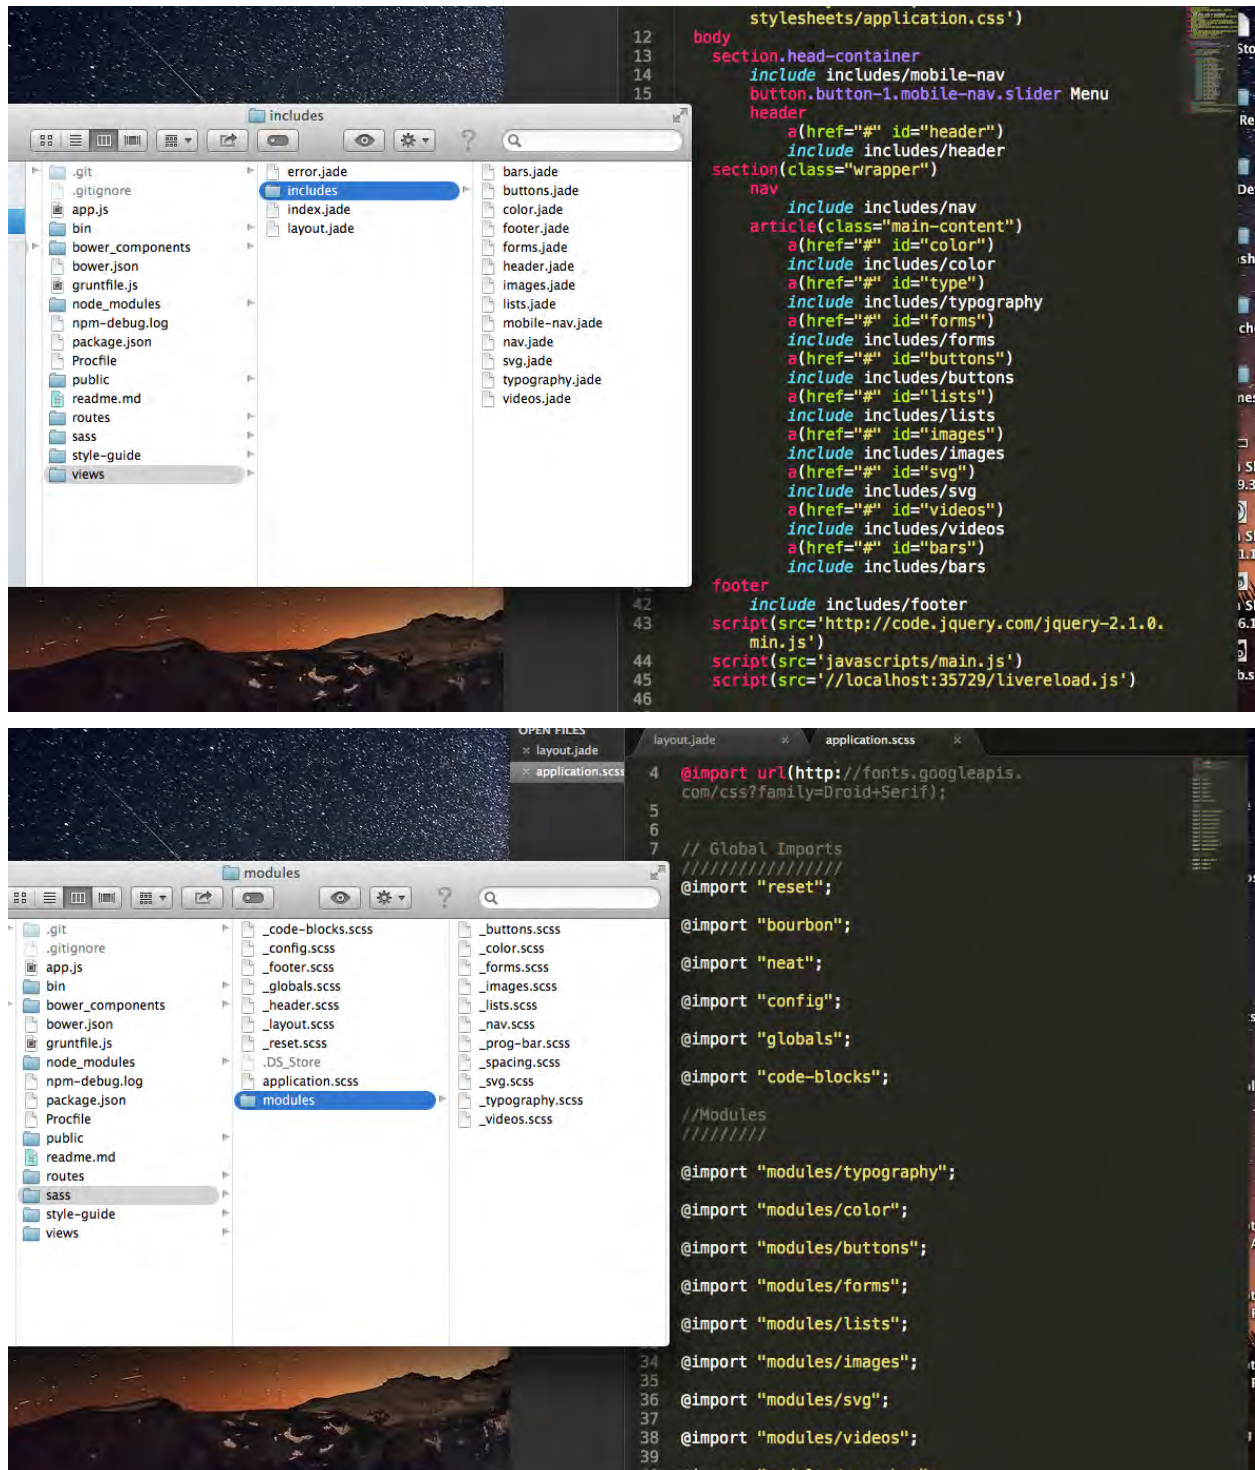 stylesheets/application.css')
12 body
13 section.head-container
14 include includes/mobile-nav
15 button.button-1.mobile-nav.slider Menu
header
a(href="#" id="header")
include includes/header
section(class="wrapper")
nav
include includes/nav
article(class="main-content")
a(href="#" id="color")
include includes/color
a(href="#" id="type")
include includes/typography
a(href="#" id="forms")
include includes/forms
a(href="#" id="buttons")
include includes/buttons
a(href="#" id="lists")
include includes/lists
a(href="#" id="images")
include includes/images
a(href="#" id="svg")
include includes/svg
a(href="#" id="videos")
include includes/videos
a(href="#" id="bars")
include includes/bars
footer
42 include includes/footer
43 script(src='http://code.jquery.com/jquery-2.1.0.
min.js')
44 script(src='javascripts/main.js')
45 script(src='//localhost:35729/livereload.js')
46
includes
.git
.gitignore
app.js
bin
bower_components
bower.json
gruntfile.js
node_modules
npm-debug.log
package.json
Procfile
public
readme.md
routes
sass
style-guide
views
error.jade
includes
index.jade
layout.jade
bars.jade
buttons.jade
color.jade
footer.jade
forms.jade
header.jade
images.jade
lists.jade
mobile-nav.jade
nav.jade
svg.jade
typography.jade
videos.jade
OPEN FILES
× layout.jade
× application.scss
layout.jade ×
application.scss ×
4 @import url(http://fonts.googleapis.
com/css?family=Droid+Serif);
5
6
7 // Global Imports
/////////////////
@import "reset";
@import "bourbon";
@import "neat";
@import "config";
@import "globals";
@import "code-blocks";
//Modules
/////////
@import "modules/typography";
@import "modules/color";
@import "modules/buttons";
@import "modules/forms";
@import "modules/lists";
34 @import "modules/images";
35
36 @import "modules/svg";
37
38 @import "modules/videos";
39
modules
.git
.gitignore
app.js
bin
bower_components
bower.json
gruntfile.js
node_modules
npm-debug.log
package.json
Procfile
public
readme.md
routes
sass
style-guide
views
_code-blocks.scss
_config.scss
_footer.scss
_globals.scss
_header.scss
_layout.scss
_reset.scss
.DS_Store
application.scss
modules
_buttons.scss
_color.scss
_forms.scss
_images.scss
_lists.scss
_nav.scss
_prog-bar.scss
_spacing.scss
_svg.scss
_typography.scss
_videos.scss